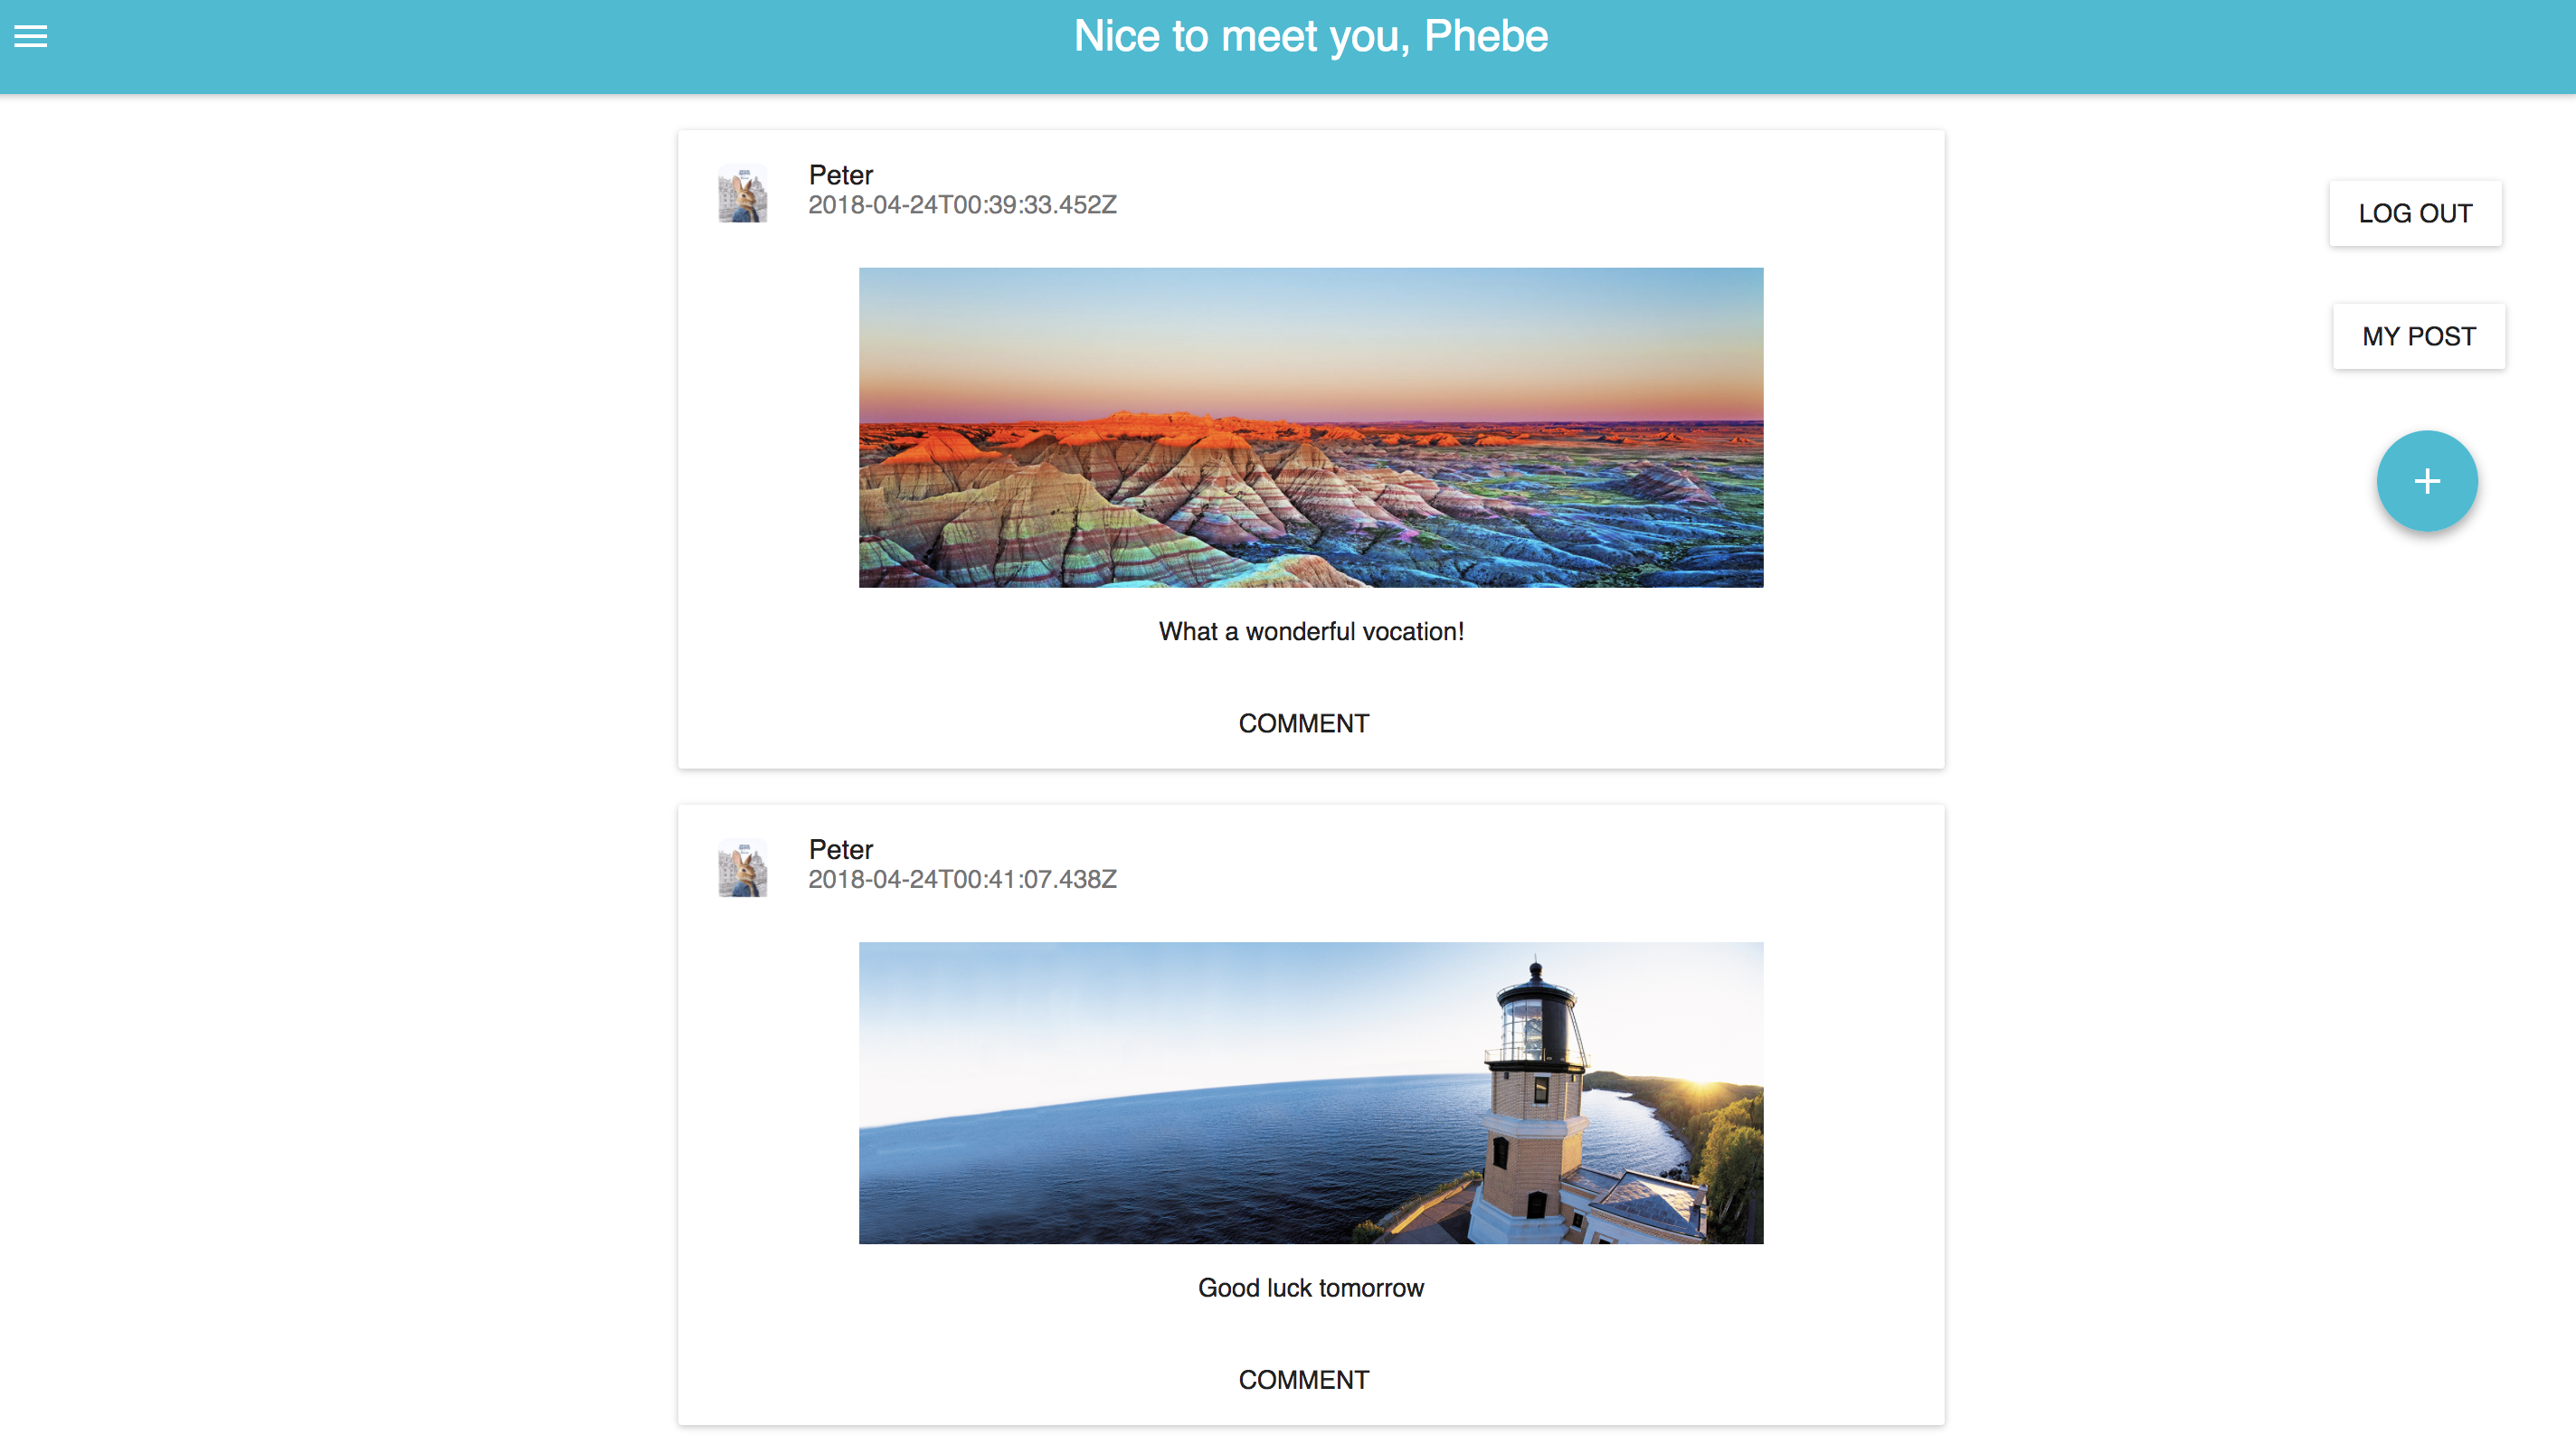 Nice to meet you, Phebe
Peter
2018-04-24T00:39:33.452Z
What a wonderful vocation!
COMMENT
Peter
2018-04-24T00:41:07.438Z
Good luck tomorrow
COMMENT
LOG OUT
MY POST
+